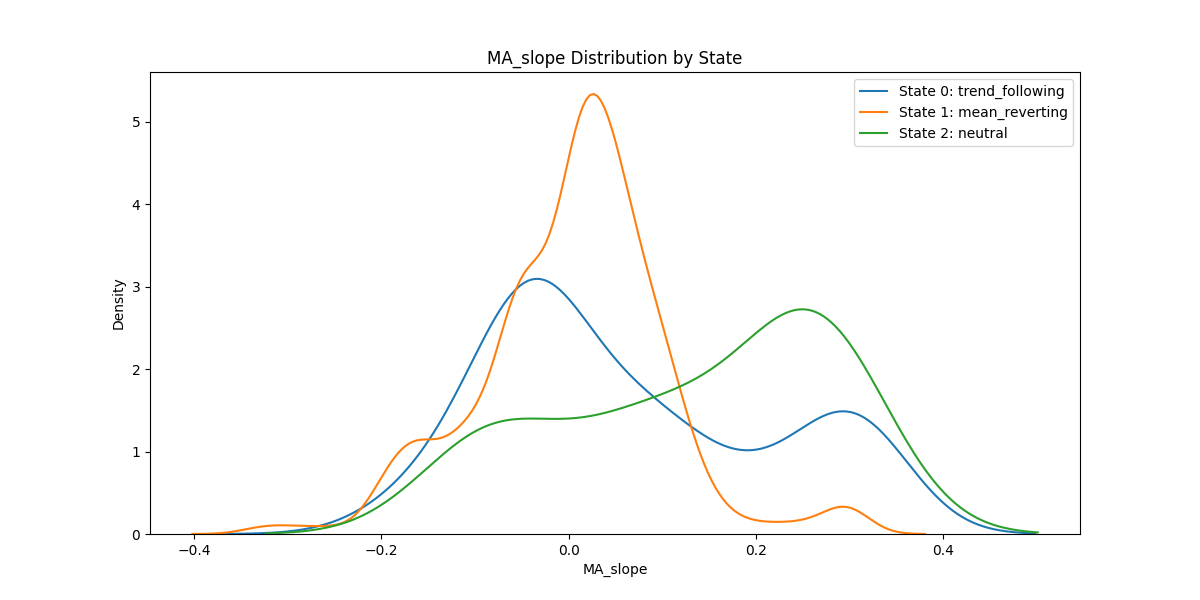 MA_slope Distribution by State
State 0: trend_following
State 1: mean_reverting
State 2: neutral
Density
5
4
3
2
1
0
−0.4
−0.2
0.0
0.2
0.4
MA_slope